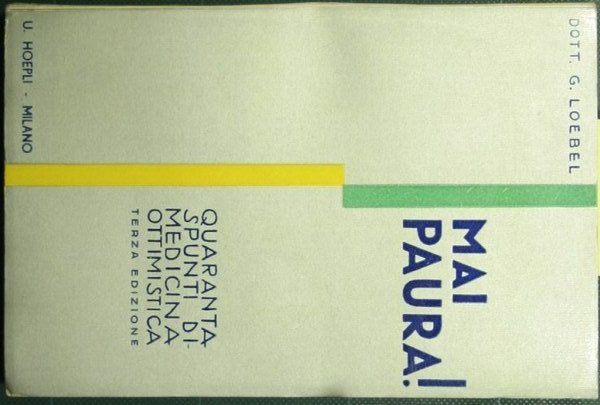 DOTT. G. LOEBEL
MAI
PAURA!
QUARANTA
SPUNTI DI-
MEDICINA
OTTIMISTICA
TERZA EDIZIONE
U. HOEPLI - MILANO